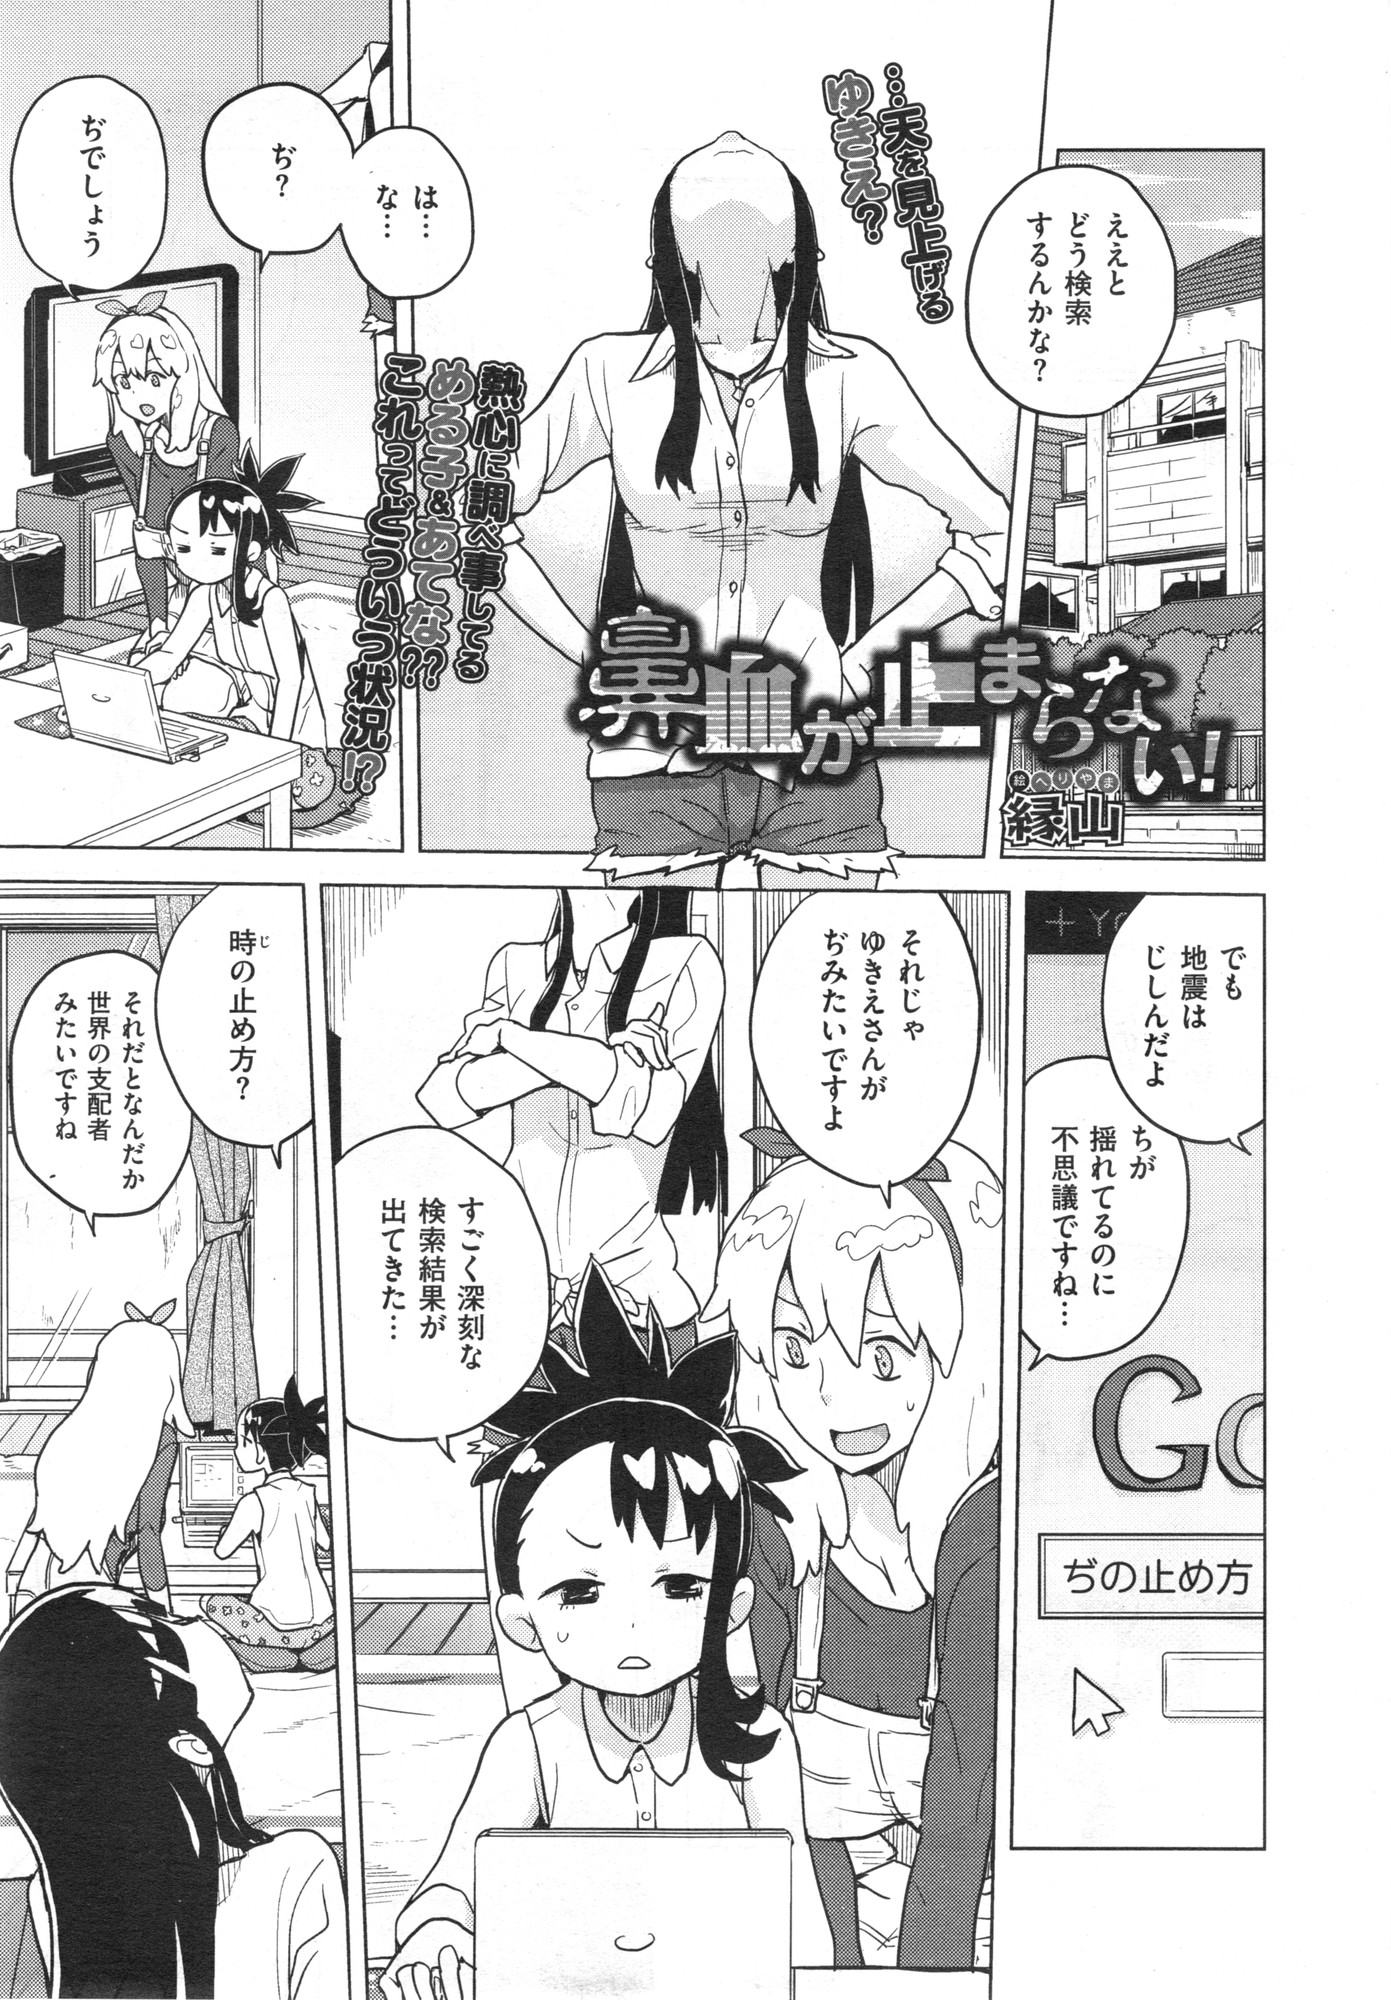 ええと
どう検索
するんかな？
…天を見上げる
ゆきえ？
鼻血が止まらない！
絵 へりやま
縁山
熱心に調べ事してる
める子&あてな？？
これってどういう状況！？
は…
な…
ぢ？
ぢでしょう
でも
地震は
じしんだよ
ちが
揺れてるのに
不思議ですね…
Go
ぢの止め方
それじゃ
ゆきえさんが
ぢみたいですよ
すごく深刻な
検索結果が
出てきた…
時の止め方？
じ
それだとなんだか
世界の支配者
みたいですね